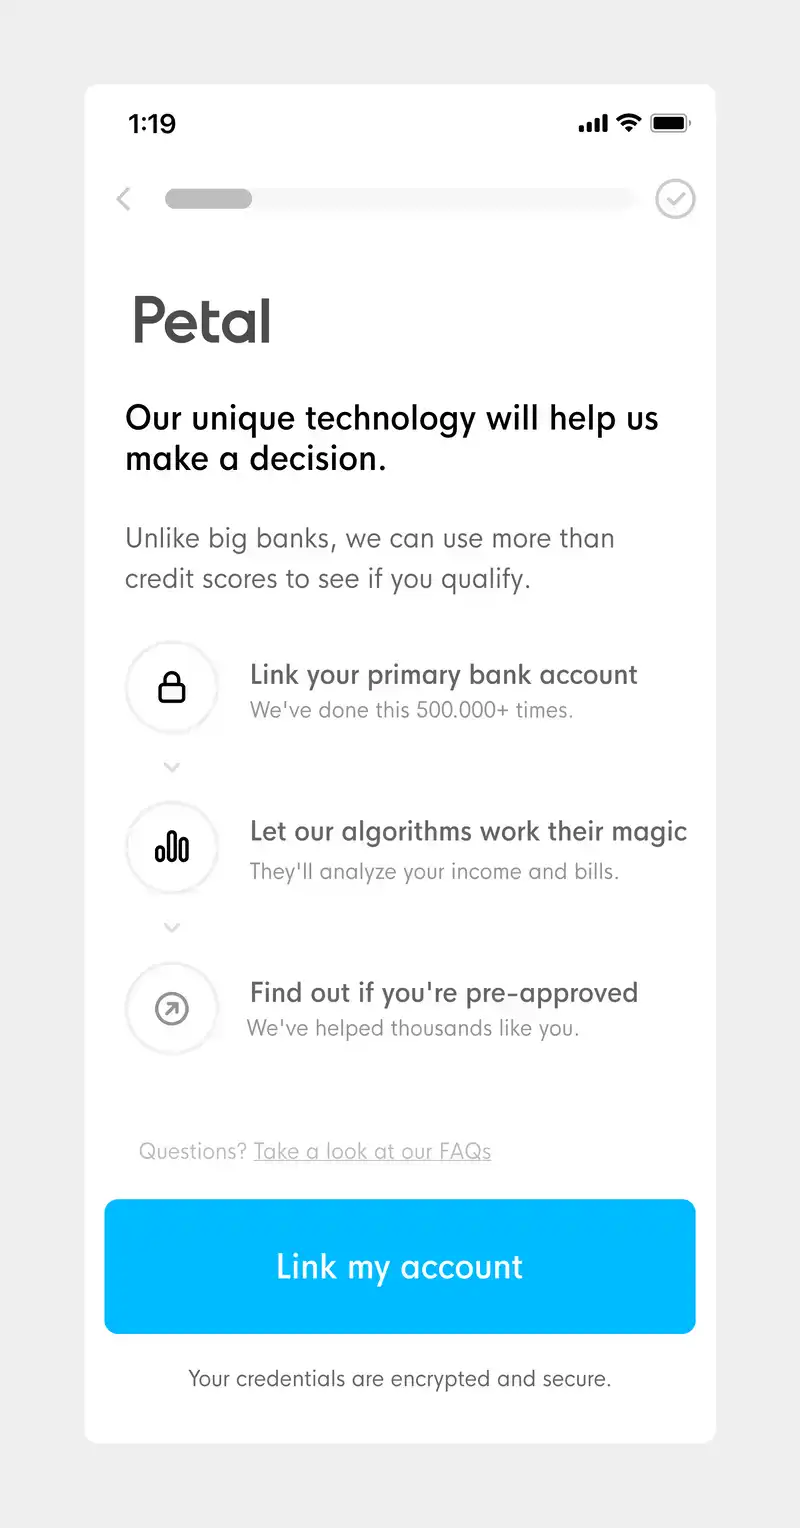 1:19
Petal
Our unique technology will help us
make a decision.
Unlike big banks, we can use more than
credit scores to see if you qualify.
Link your primary bank account
We've done this 500.000+ times.
Let our algorithms work their magic
They'll analyze your income and bills.
Find out if you're pre-approved
We've helped thousands like you.
Questions? Take a look at our FAQs
Link my account
Your credentials are encrypted and secure.